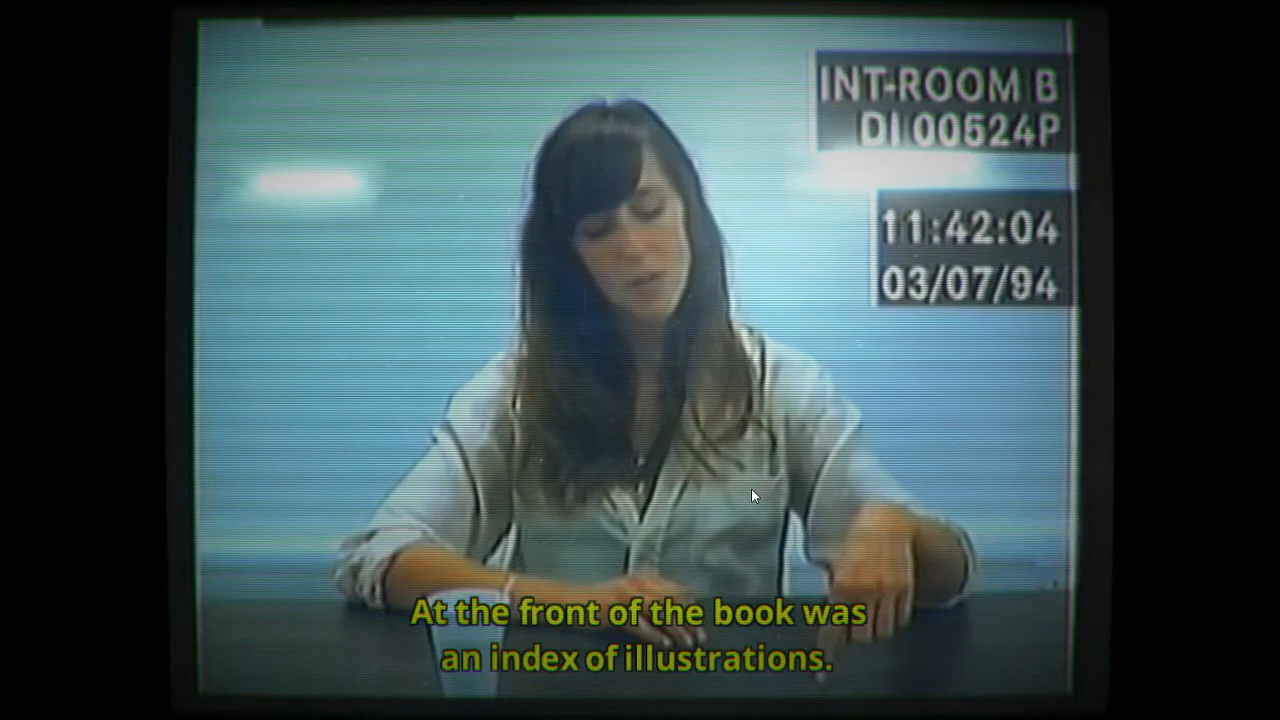 INT-ROOM B
DI 00524P
11:42:04
03/07/94
At the front of the book was
an index of illustrations.